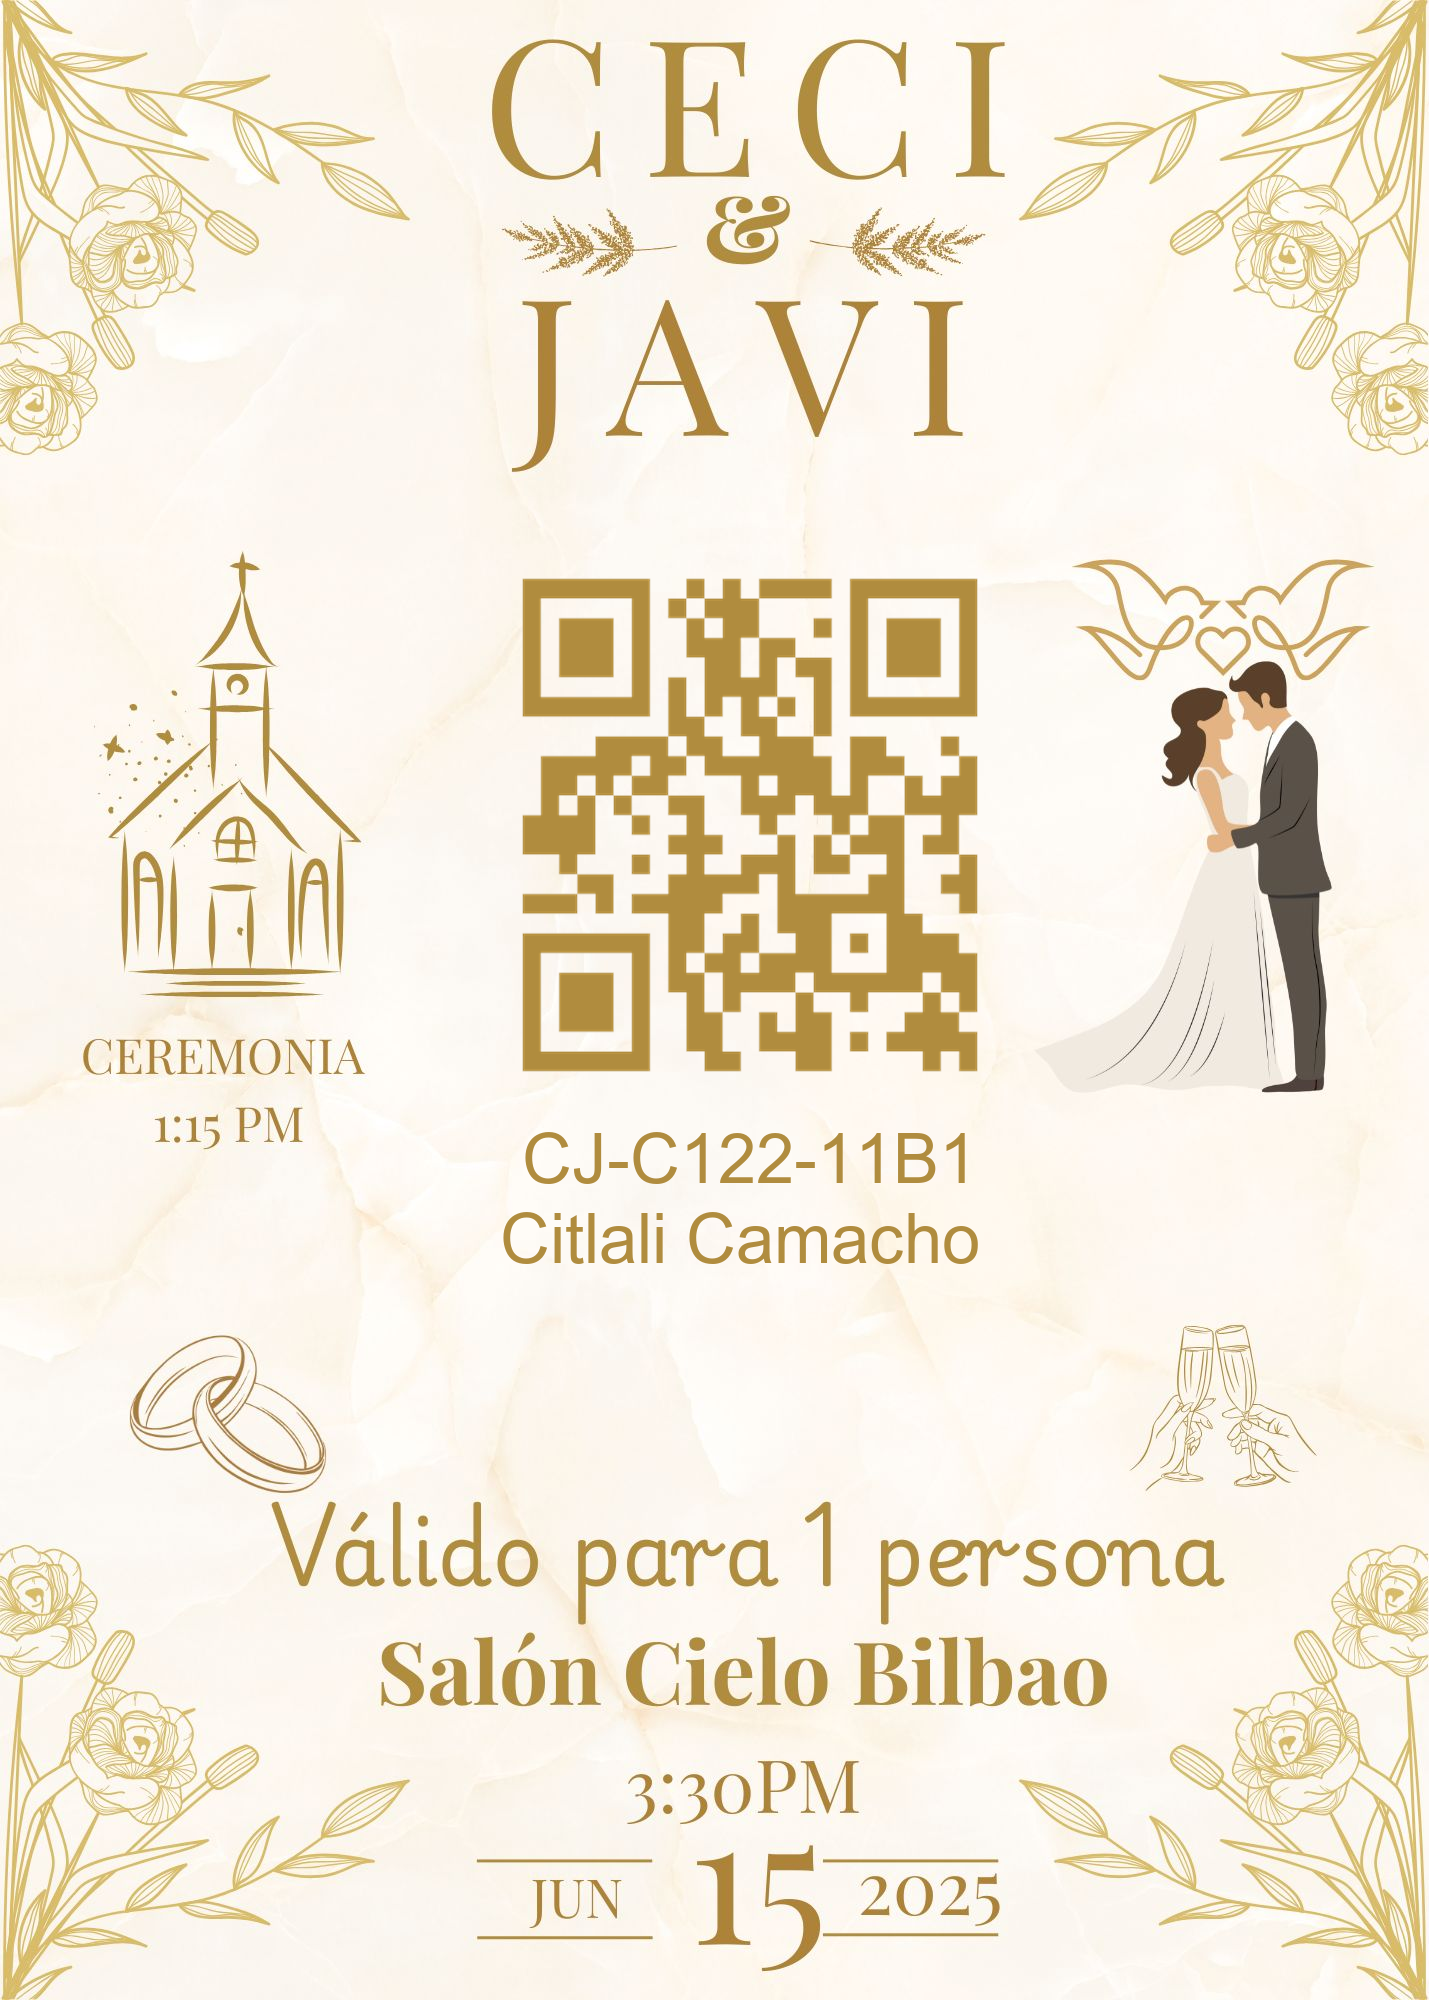 CECI
&
JAVI
CEREMONIA
1:15 PM
CJ-C122-11B1
Citlali Camacho
Válido para 1 persona
Salón Cielo Bilbao
3:30PM
JUN 15 2025